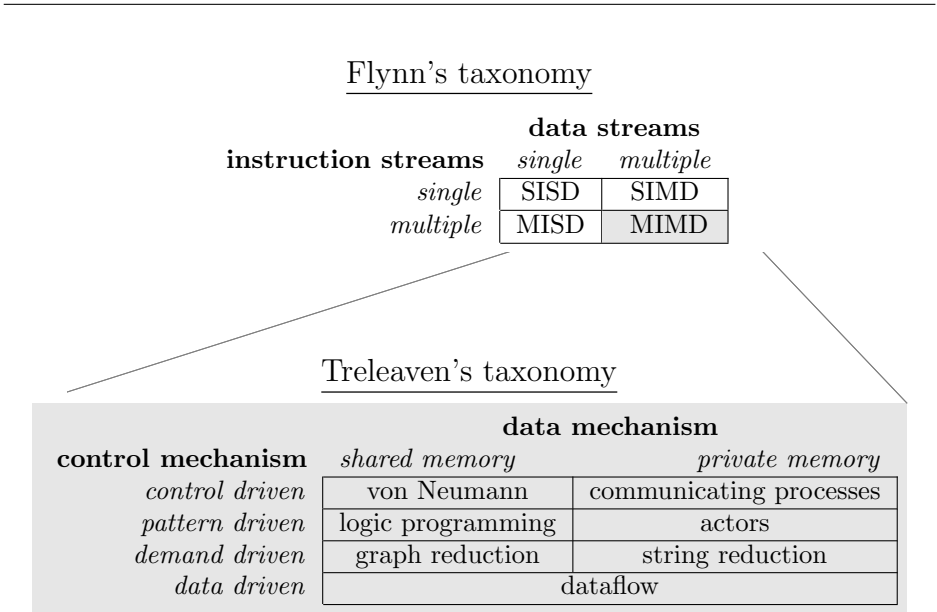 Flynn's taxonomy
data streams
instruction streams single multiple
single SISD SIMD
multiple MISD MIMD
Treleaven's taxonomy
data mechanism
control mechanism shared memory private memory
control driven von Neumann communicating processes
pattern driven logic programming actors
demand driven graph reduction string reduction
data driven dataflow